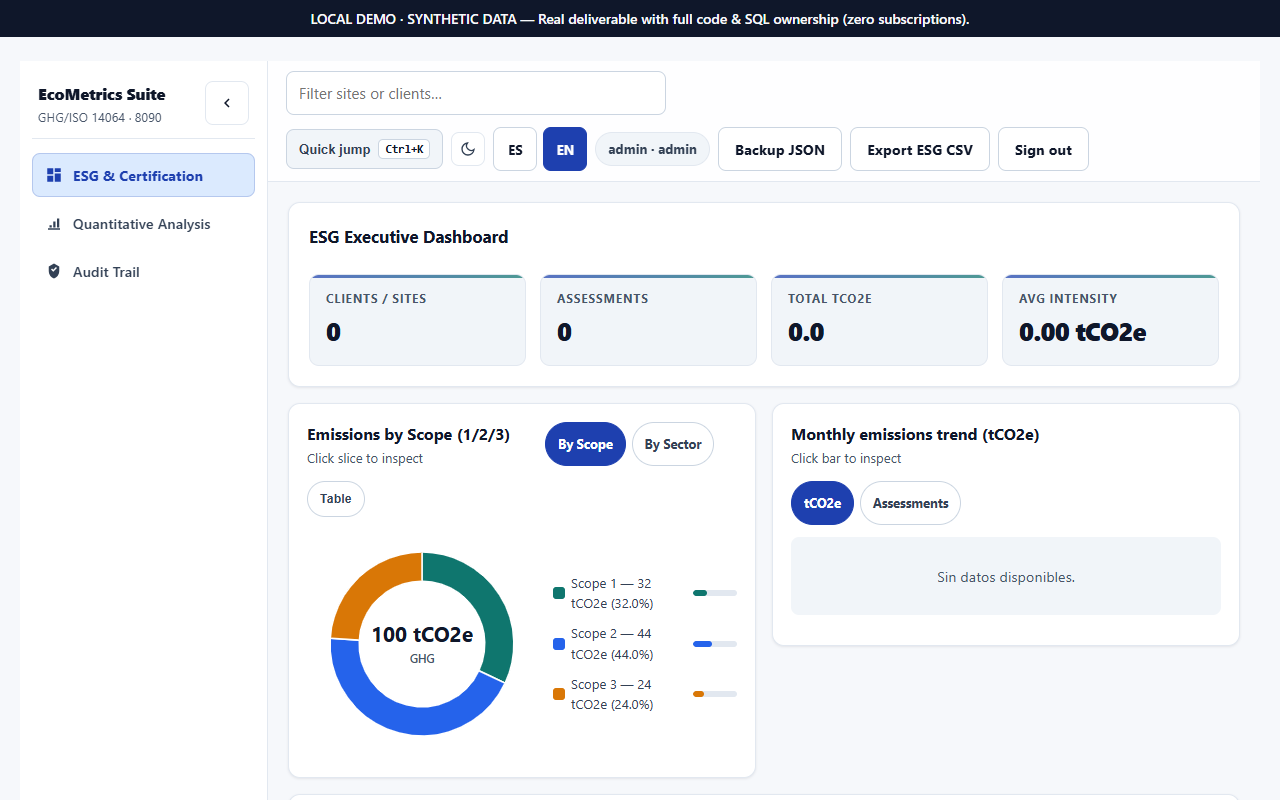 LOCAL DEMO · SYNTHETIC DATA — Real deliverable with full code & SQL ownership (zero subscriptions).
EcoMetrics Suite
GHG/ISO 14064 · 8090
ESG & Certification
Quantitative Analysis
Audit Trail
Filter sites or clients...
Quick jump Ctrl+K
ES
EN
admin · admin
Backup JSON
Export ESG CSV
Sign out
ESG Executive Dashboard
CLIENTS / SITES
0
ASSESSMENTS
0
TOTAL TCO2E
0.0
AVG INTENSITY
0.00 tCO2e
Emissions by Scope (1/2/3)
Click slice to inspect
By Scope
By Sector
Table
100 tCO2e
GHG
Scope 1 — 32
tCO2e (32.0%)
Scope 2 — 44
tCO2e (44.0%)
Scope 3 — 24
tCO2e (24.0%)
Monthly emissions trend (tCO2e)
Click bar to inspect
tCO2e
Assessments
Sin datos disponibles.